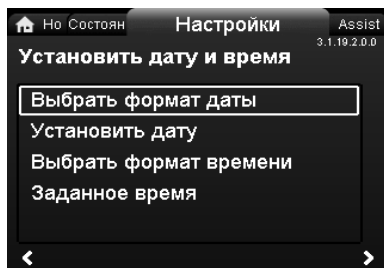 Но Состоян Настройки Assist
3.1.19.2.0.0
Установить дату и время
Выбрать формат даты
Установить дату
Выбрать формат времени
Заданное время